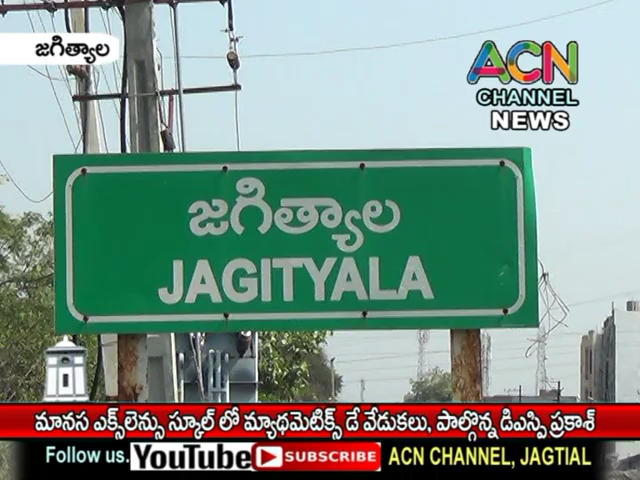 జగిత్యాల
ACN
CHANNEL
NEWS
జగిత్యాల
JAGITYALA
మానస ఎక్స్‌లెన్సు స్కూల్ లో మ్యాథమెటిక్స్ డే వేడుకలు, పాల్గొన్న డిఎస్పి ప్రకాశ్
Follow us. YouTube SUBSCRIBE ACN CHANNEL, JAGTIAL